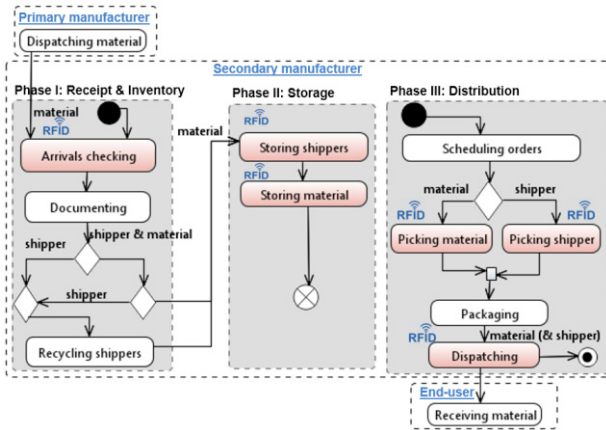 Primary manufacturer
Dispatching material
Secondary manufacturer
Phase I: Receipt & Inventory
material
RFID
Arrivals checking
Documenting
shipper & material
shipper
shipper
Recycling shippers
Phase II: Storage
material
RFID
Storing shippers
RFID
Storing material
Phase III: Distribution
Scheduling orders
material
shipper
RFID
RFID
Picking material
Picking shipper
Packaging
RFID
material (& shipper)
Dispatching
End-user
Receiving material